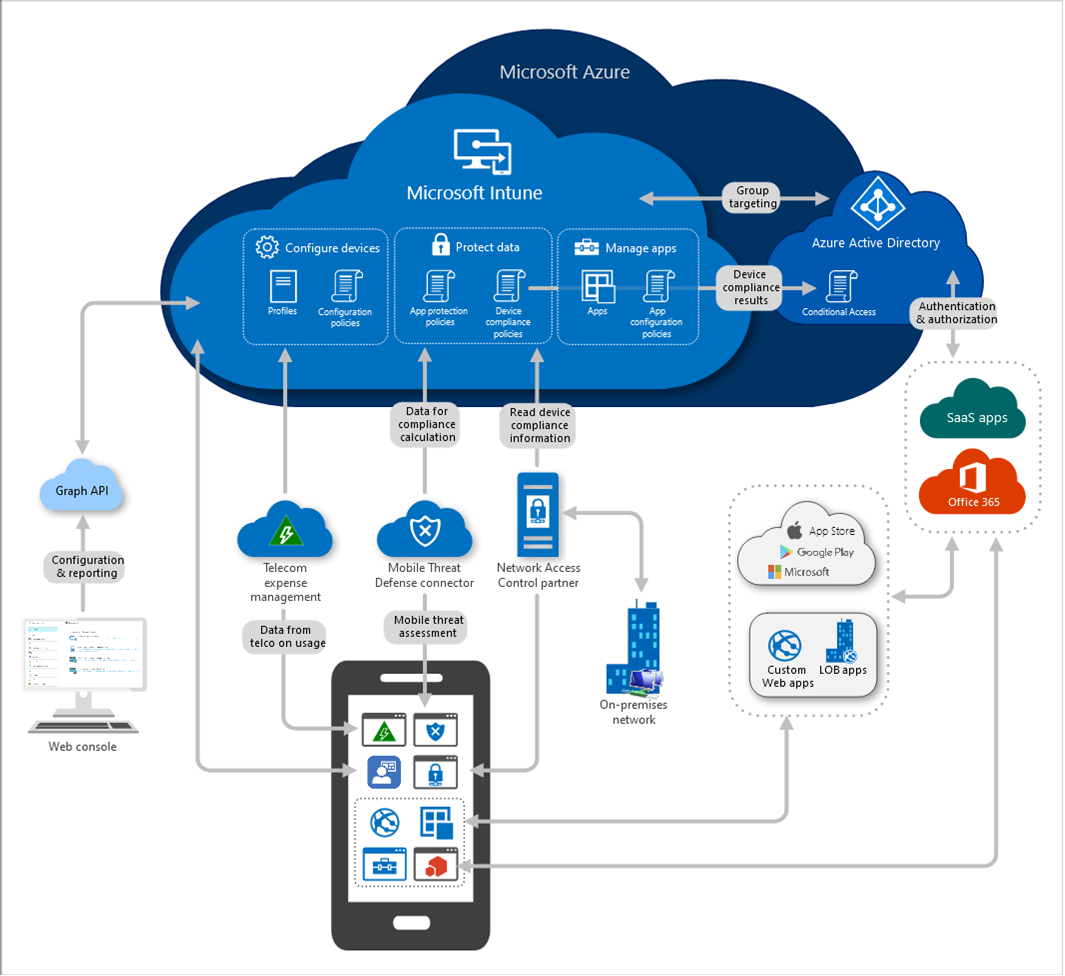 Microsoft Azure
Microsoft Intune
Group
targeting
Azure Active Directory
Configure devices
Protect data
Manage apps
Profiles
Configuration
policies
App protection
policies
Device
compliance
policies
Apps
App
configuration
policies
Device
compliance
results
Conditional Access
Authentication
& authorization
Data for
compliance
calculation
Read device
compliance
information
SaaS apps
Office 365
Graph API
Configuration
& reporting
Web console
Telecom
expense
management
Mobile Threat
Defense connector
Network Access
Control partner
App Store
Google Play
Microsoft
Data from
telco on usage
Mobile threat
assessment
Custom
Web apps
LOB apps
On-premises
network